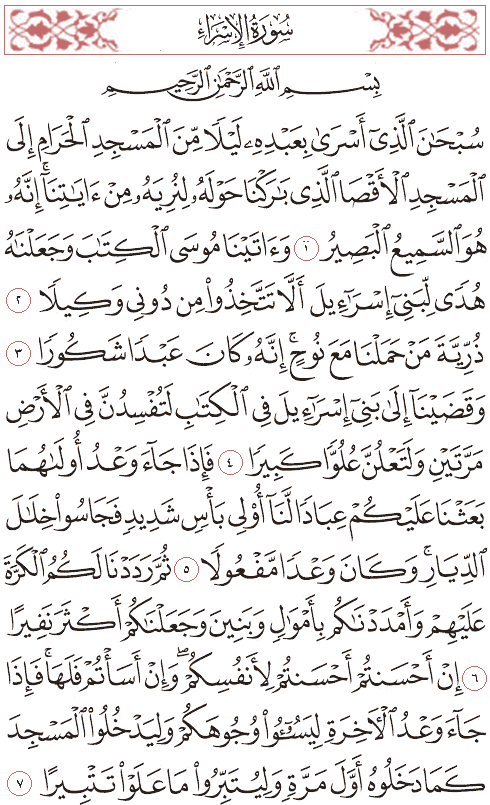 سُورَةُ الإِسْرَاءِ
بِسْمِ ٱللَّهِ ٱلرَّحْمَٰنِ ٱلرَّحِيمِ
سُبْحَٰنَ ٱلَّذِىٓ أَسْرَىٰ بِعَبْدِهِۦ لَيْلًا مِّنَ ٱلْمَسْجِدِ ٱلْحَرَامِ إِلَى
ٱلْمَسْجِدِ ٱلْأَقْصَا ٱلَّذِى بَٰرَكْنَا حَوْلَهُۥ لِنُرِيَهُۥ مِنْ ءَايَٰتِنَآ ۚ إِنَّهُۥ
هُوَ ٱلسَّمِيعُ ٱلْبَصِيرُ ١ وَءَاتَيْنَا مُوسَى ٱلْكِتَٰبَ وَجَعَلْنَٰهُ
هُدًى لِّبَنِىٓ إِسْرَٰٓءِيلَ أَلَّا تَتَّخِذُوا۟ مِن دُونِى وَكِيلًا ٢
ذُرِّيَّةَ مَنْ حَمَلْنَا مَعَ نُوحٍ ۚ إِنَّهُۥ كَانَ عَبْدًا شَكُورًا ٣
وَقَضَيْنَآ إِلَىٰ بَنِىٓ إِسْرَٰٓءِيلَ فِى ٱلْكِتَٰبِ لَتُفْسِدُنَّ فِى ٱلْأَرْضِ
مَرَّتَيْنِ وَلَتَعْلُنَّ عُلُوًّا كَبِيرًا ٤ فَإِذَا جَآءَ وَعْدُ أُولَىٰهُمَا
بَعَثْنَا عَلَيْكُمْ عِبَادًا لَّنَآ أُو۟لِى بَأْسٍ شَدِيدٍ فَجَاسُوا۟ خِلَٰلَ
ٱلدِّيَارِ ۚ وَكَانَ وَعْدًا مَّفْعُولًا ٥ ثُمَّ رَدَدْنَا لَكُمُ ٱلْكَرَّةَ
عَلَيْهِمْ وَأَمْدَدْنَٰكُم بِأَمْوَٰلٍ وَبَنِينَ وَجَعَلْنَٰكُمْ أَكْثَرَ نَفِيرًا
٦ إِنْ أَحْسَنتُمْ أَحْسَنتُمْ لِأَنفُسِكُمْ ۖ وَإِنْ أَسَأْتُمْ فَلَهَا ۚ فَإِذَا
جَآءَ وَعْدُ ٱلْءَاخِرَةِ لِيَسُۥٓـُٔوا۟ وُجُوهَكُمْ وَلِيَدْخُلُوا۟ ٱلْمَسْجِدَ
كَمَا دَخَلُوهُ أَوَّلَ مَرَّةٍ وَلِيُتَبِّرُوا۟ مَا عَلَوْا۟ تَتْبِيرًا ٧